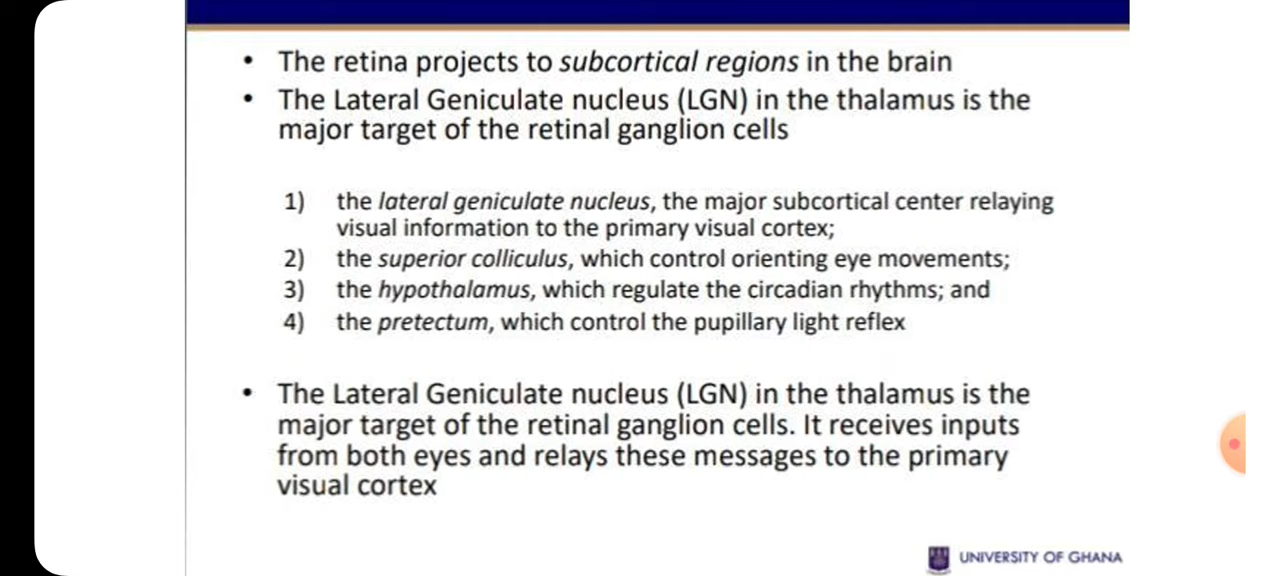 • The retina projects to subcortical regions in the brain
• The Lateral Geniculate nucleus (LGN) in the thalamus is the
major target of the retinal ganglion cells
1) the lateral geniculate nucleus, the major subcortical center relaying
visual information to the primary visual cortex;
2) the superior colliculus, which control orienting eye movements;
3) the hypothalamus, which regulate the circadian rhythms; and
4) the pretectum, which control the pupillary light reflex
• The Lateral Geniculate nucleus (LGN) in the thalamus is the
major target of the retinal ganglion cells. It receives inputs
from both eyes and relays these messages to the primary
visual cortex
UNIVERSITY OF GHANA